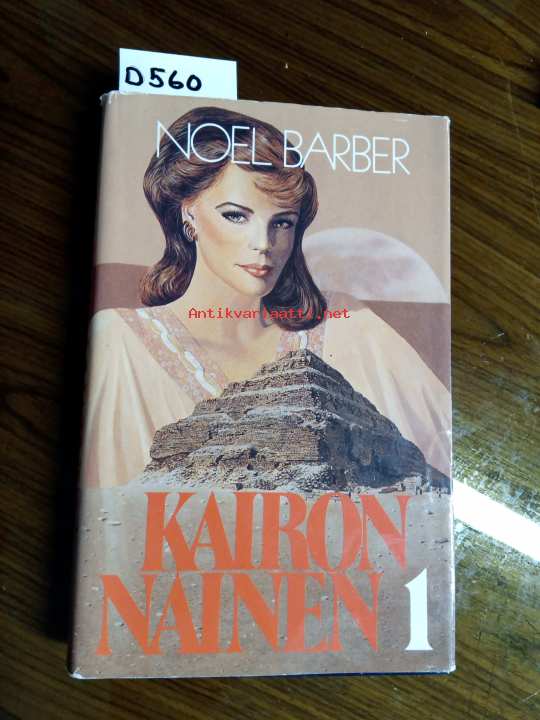 D560
NOEL BARBER
Antikvariaatti.net
KAIRON
NAINEN 1